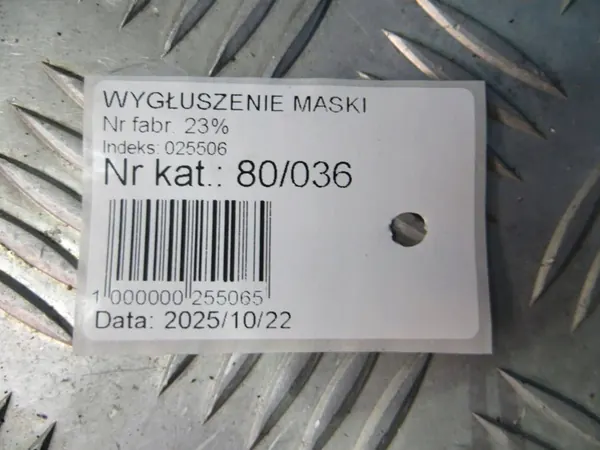 WYGŁUSZENIE MASKI
Nr fabr. 23%
Indeks: 025506
Nr kat.: 80/036
1 000000 255065
Data: 2025/10/22